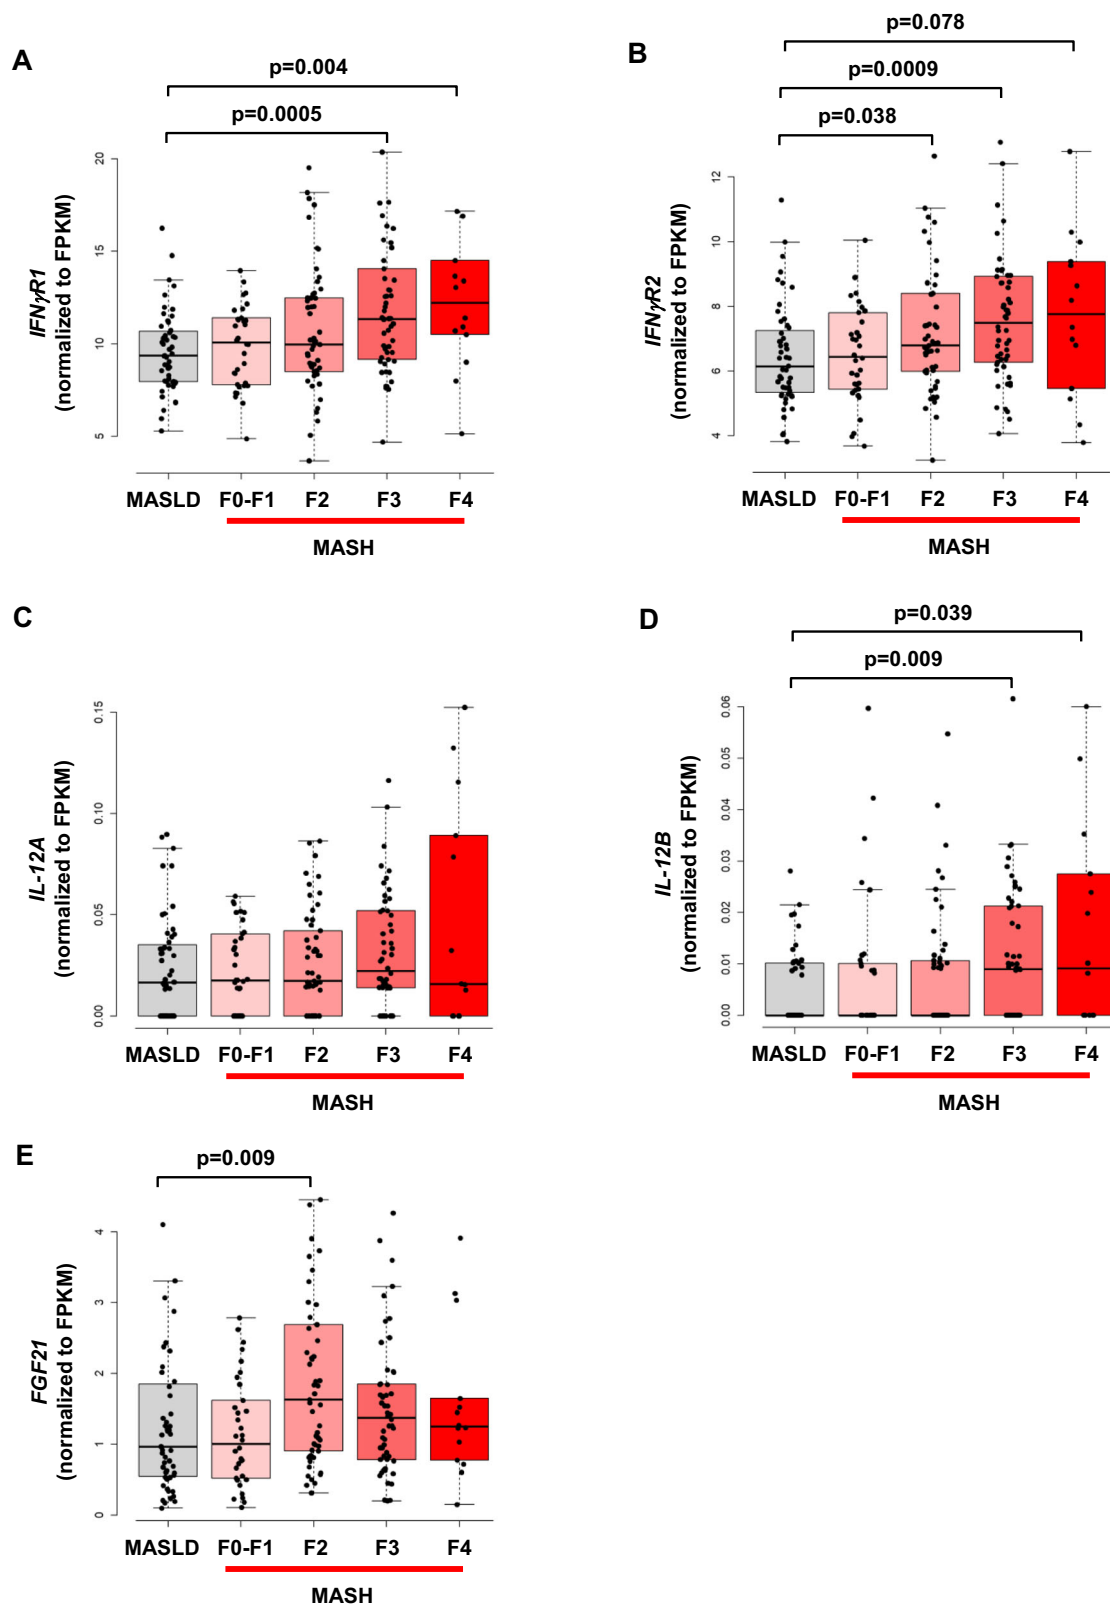 A
p=0.004
p=0.0005
IFNγR1
(normalized to FPKM)
20
15
10
5
MASLD F0-F1 F2 F3 F4
MASH
B
p=0.078
p=0.0009
p=0.038
IFNγR2
(normalized to FPKM)
12
10
8
6
4
MASLD F0-F1 F2 F3 F4
MASH
C
IL-12A
(normalized to FPKM)
0.15
0.10
0.05
0.00
MASLD F0-F1 F2 F3 F4
MASH
D
p=0.039
p=0.009
IL-12B
(normalized to FPKM)
0.06
0.05
0.04
0.03
0.02
0.01
0.00
MASLD F0-F1 F2 F3 F4
MASH
E
p=0.009
FGF21
(normalized to FPKM)
4
3
2
1
0
MASLD F0-F1 F2 F3 F4
MASH